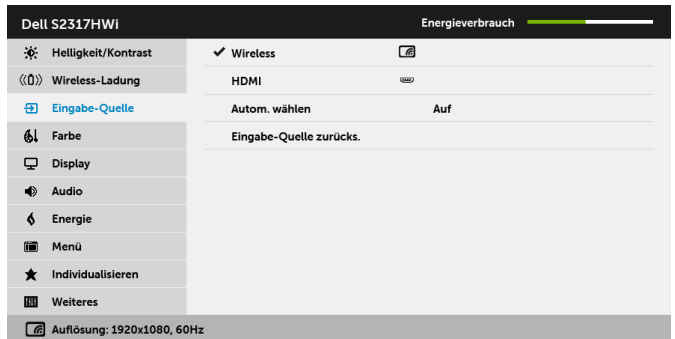 Dell S2317HWi
Energieverbrauch
Helligkeit/Kontrast
Wireless
Wireless-Ladung
HDMI
Eingabe-Quelle
Autom. wählen Auf
Farbe
Eingabe-Quelle zurücks.
Display
Audio
Energie
Menü
Individualisieren
Weiteres
Auflösung: 1920x1080, 60Hz